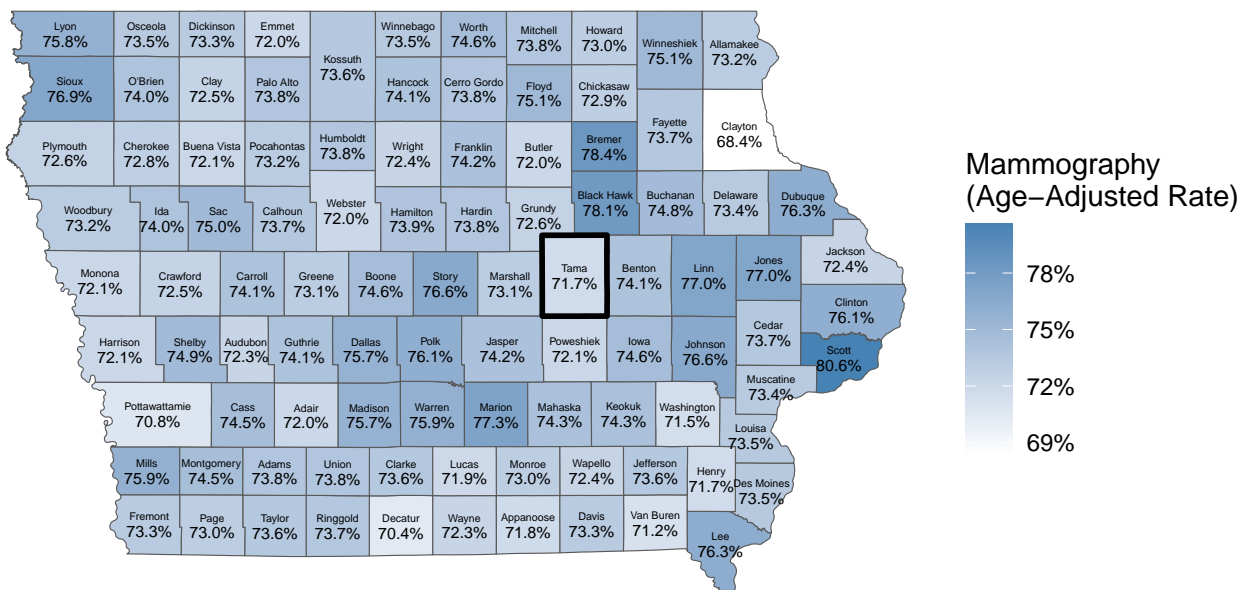 Lyon
75.8%
Osceola
73.5%
Dickinson
73.3%
Emmet
72.0%
Kossuth
73.6%
Winnebago
73.5%
Worth
74.6%
Mitchell
73.8%
Howard
73.0%
Winneshiek
75.1%
Allamakee
73.2%
Sioux
76.9%
O'Brien
74.0%
Clay
72.5%
Palo Alto
73.8%
Hancock
74.1%
Cerro Gordo
73.8%
Floyd
75.1%
Chickasaw
72.9%
Fayette
73.7%
Clayton
68.4%
Plymouth
72.6%
Cherokee
72.8%
Buena Vista
72.1%
Pocahontas
73.2%
Humboldt
73.8%
Wright
72.4%
Franklin
74.2%
Butler
72.0%
Bremer
78.4%
Woodbury
73.2%
Ida
74.0%
Sac
75.0%
Calhoun
73.7%
Webster
72.0%
Hamilton
73.9%
Hardin
73.8%
Grundy
72.6%
Black Hawk
78.1%
Buchanan
74.8%
Delaware
73.4%
Dubuque
76.3%
Monona
72.1%
Crawford
72.5%
Carroll
74.1%
Greene
73.1%
Boone
74.6%
Story
76.6%
Marshall
73.1%
Tama
71.7%
Benton
74.1%
Linn
77.0%
Jones
77.0%
Jackson
72.4%
Clinton
76.1%
Harrison
72.1%
Shelby
74.9%
Audubon
72.3%
Guthrie
74.1%
Dallas
75.7%
Polk
76.1%
Jasper
74.2%
Poweshiek
72.1%
Iowa
74.6%
Johnson
76.6%
Cedar
73.7%
Scott
80.6%
Muscatine
73.4%
Pottawattamie
70.8%
Cass
74.5%
Adair
72.0%
Madison
75.7%
Warren
75.9%
Marion
77.3%
Mahaska
74.3%
Keokuk
74.3%
Washington
71.5%
Louisa
73.5%
Mills
75.9%
Montgomery
74.5%
Adams
73.8%
Union
73.8%
Clarke
73.6%
Lucas
71.9%
Monroe
73.0%
Wapello
72.4%
Jefferson
73.6%
Henry
71.7%
Des Moines
73.5%
Fremont
73.3%
Page
73.0%
Taylor
73.6%
Ringgold
73.7%
Decatur
70.4%
Wayne
72.3%
Appanoose
71.8%
Davis
73.3%
Van Buren
71.2%
Lee
76.3%
Mammography
(Age−Adjusted Rate)
78%
75%
72%
69%